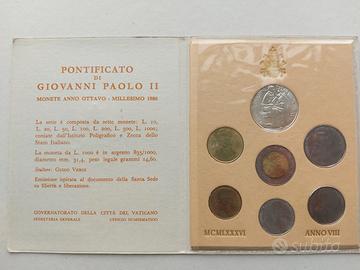 PONTIFICATO DI
GIOVANNI PAOLO II
MONETE ANNO OTTAVO - MILLESIMO 1986
La serie è composta da sette monete: L. 10,
L. 20, L. 50, L. 100, L. 200, L. 500, L. 1000;
coniate dall'Istituto Poligrafico e Zecca dello
Stato Italiano.
La moneta da L. 1000 è in argento 835/1000,
diametro mm. 31,4, peso legale grammi 14,60.
Scultore: Guido Veroi
Emissione ispirata al documento della Santa Sede
su libertà e liberazione.
GOVERNATORATO DELLA CITTÀ DEL VATICANO
SEGRETERIA GENERALE UFFICIO NUMISMATICO
MCMLXXXVI
ANNO VIII
subito